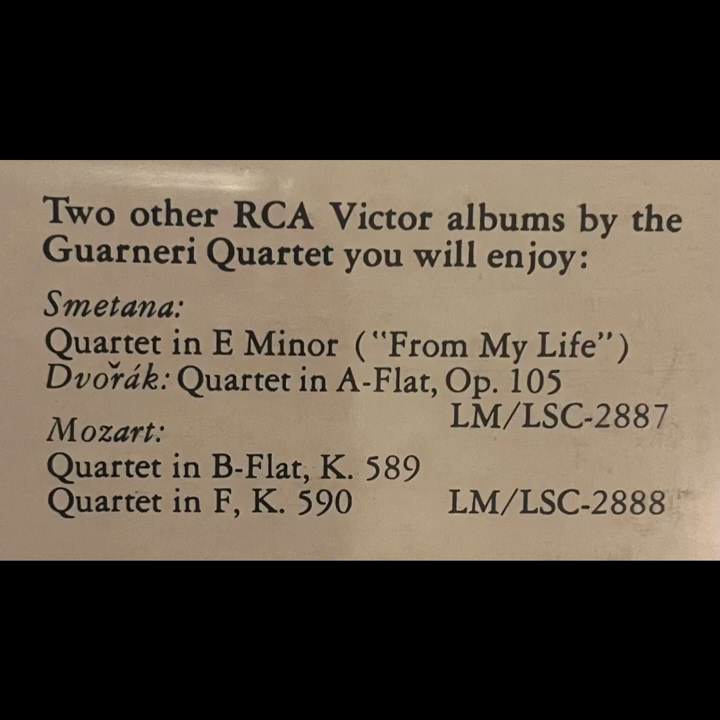 Two other RCA Victor albums by the
Guarneri Quartet you will enjoy:
Smetana:
Quartet in E Minor ("From My Life")
Dvořák: Quartet in A-Flat, Op. 105
LM/LSC-2887
Mozart:
Quartet in B-Flat, K. 589
Quartet in F, K. 590 LM/LSC-2888